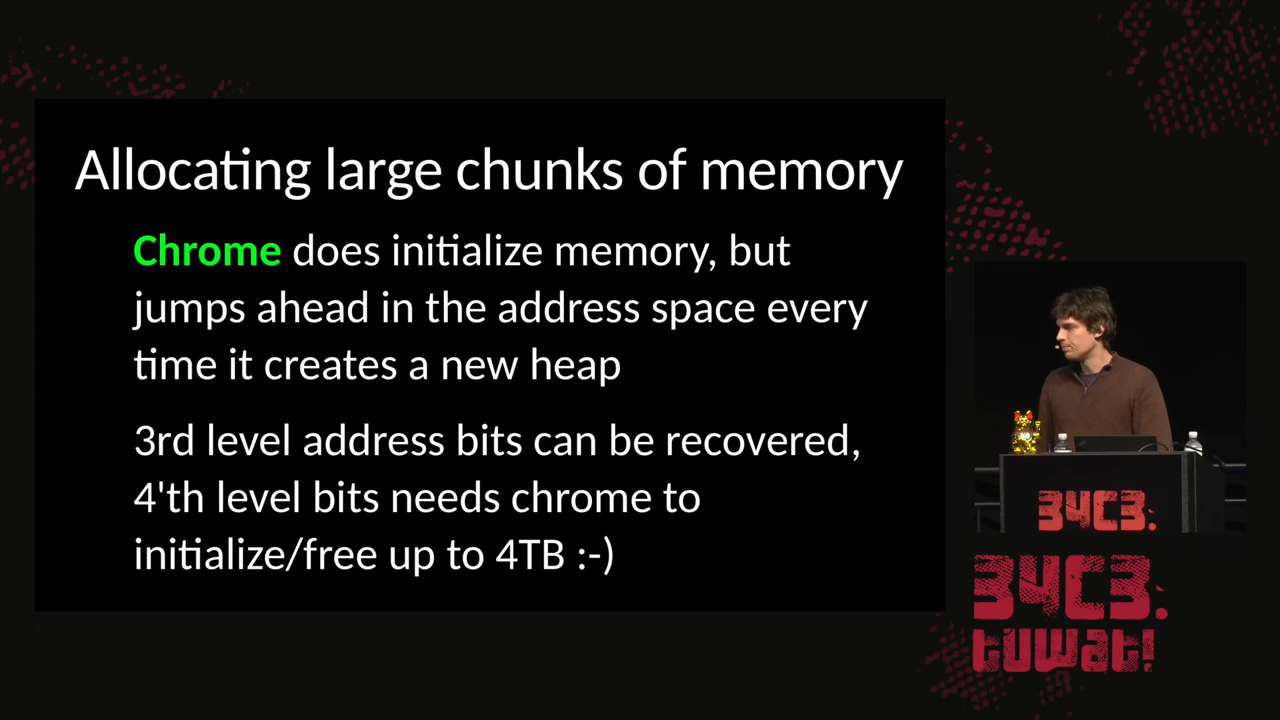 Allocating large chunks of memory
Chrome does initialize memory, but
jumps ahead in the address space every
time it creates a new heap
3rd level address bits can be recovered,
4'th level bits needs chrome to
initialize/free up to 4TB :-)
34C3.
34C3.
tuwat!